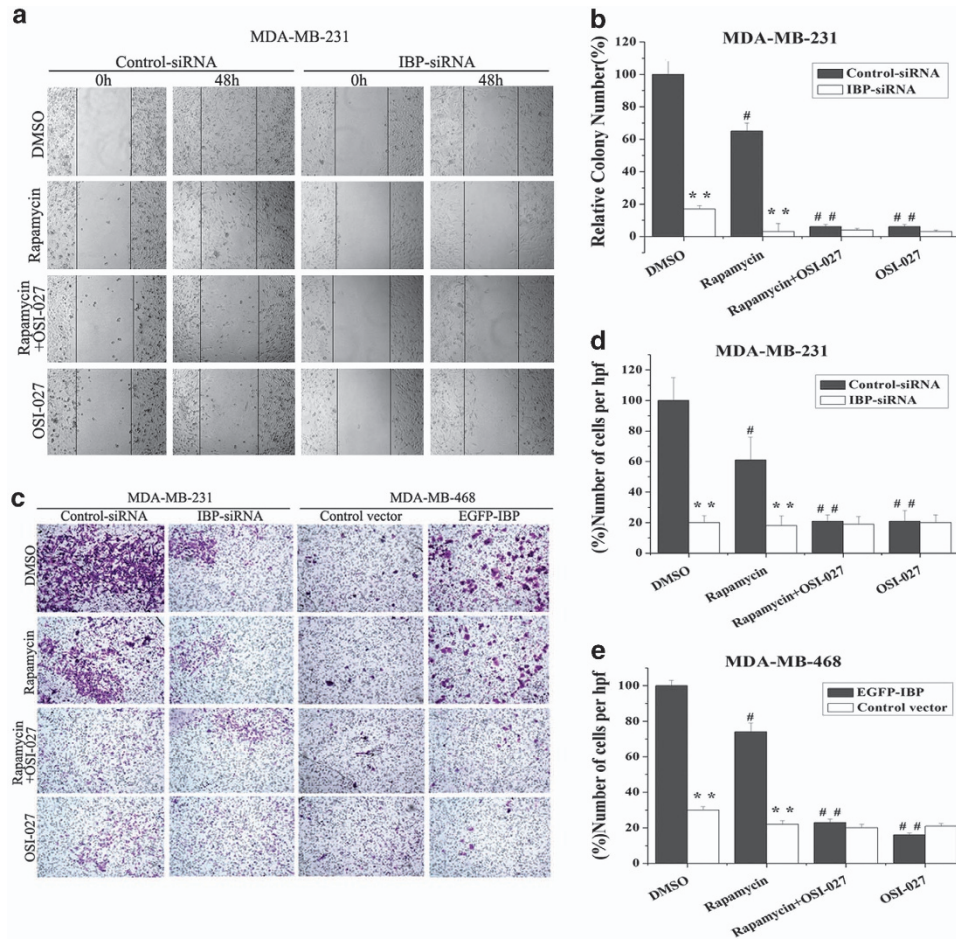 a
MDA-MB-231
Control-siRNA IBP-siRNA
0h 48h 0h 48h
DMSO
Rapamycin
Rapamycin
+OSI-027
OSI-027
b
MDA-MB-231
Relative Colony Number(%)
120
100
80
60
40
20
0
Control-siRNA
IBP-siRNA
* *
#
* *
# #
# #
DMSO
Rapamycin
Rapamycin+OSI-027
OSI-027
c
MDA-MB-231 MDA-MB-468
Control-siRNA IBP-siRNA Control vector EGFP-IBP
DMSO
Rapamycin
Rapamycin
+OSI-027
OSI-027
d
MDA-MB-231
(%)Number of cells per hpf
120
100
80
60
40
20
0
Control-siRNA
IBP-siRNA
* *
#
* *
# #
# #
DMSO
Rapamycin
Rapamycin+OSI-027
OSI-027
e
MDA-MB-468
(%)Number of cells per hpf
100
80
60
40
20
0
EGFP-IBP
Control vector
* *
#
* *
# #
# #
DMSO
Rapamycin
Rapamycin+OSI-027
OSI-027